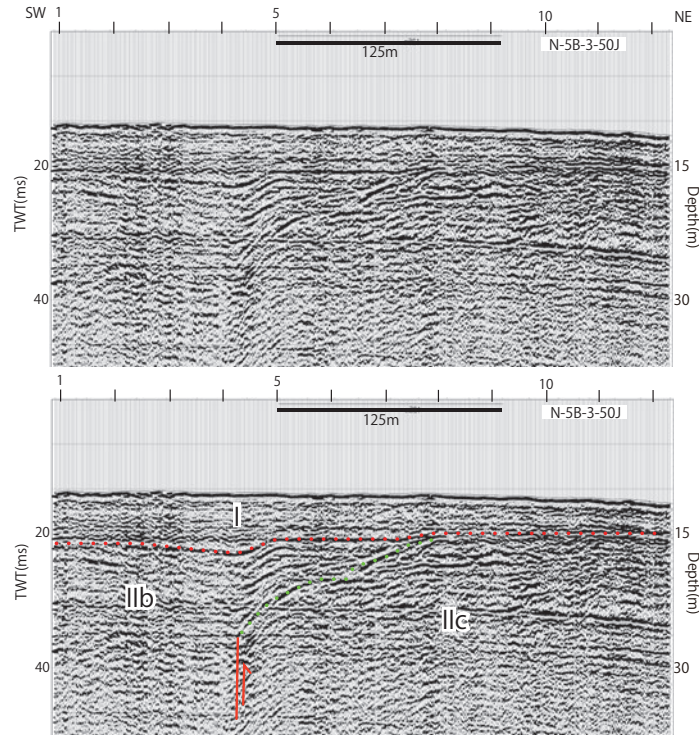 SW 1 5 10 NE
125m N-5B-3-50J
20 15
TWT(ms) Depth(m)
30
40
1 5 10
125m N-5B-3-50J
I
20 15
TWT(ms) Depth(m)
IIb
IIc
40 30